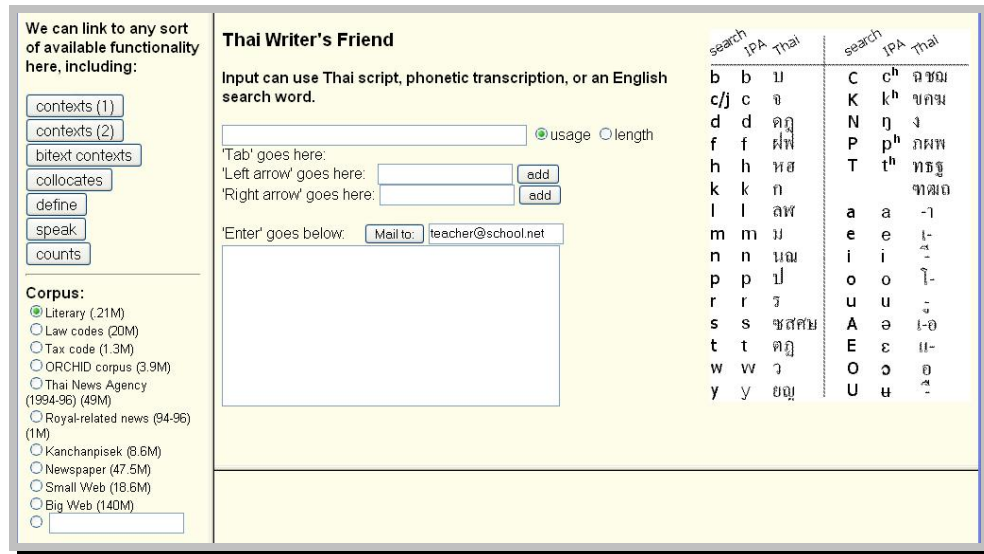 We can link to any sort
of available functionality
here, including:
contexts (1)
contexts (2)
bitext contexts
collocates
define
speak
counts
Corpus:
Literary (.21M)
Law codes (20M)
Tax code (1.3M)
ORCHID corpus (3.9M)
Thai News Agency
(1994-96) (49M)
Royal-related news (94-96)
(1M)
Kanchanpisek (8.6M)
Newspaper (47.5M)
Small Web (18.6M)
Big Web (140M)
Thai Writer's Friend
Input can use Thai script, phonetic transcription, or an English
search word.
usage length
'Tab' goes here:
'Left arrow' goes here: add
'Right arrow' goes here: add
'Enter' goes below: Mail to: teacher@school.net
search IPA Thai
b b บ
c/j c จ
d d ดฎ
f f ฝฟ
h h หฮ
k k ก
l l ลฬ
m m ม
n n นณ
p p ป
r r ร
s s ซสศษ
t t ตฏ
w w ว
y y ยญ
search IPA Thai
C cʰ ฉชฌ
K kʰ ขคฆ
N ŋ ง
P pʰ ภผพ
T tʰ ทธฐ
ฑฒถ
a a -า
e e เ-
i i -ี
o o โ-
u u -ู
A ə เ-อ
E ɛ แ-
O ɔ อ
U ʉ -ื